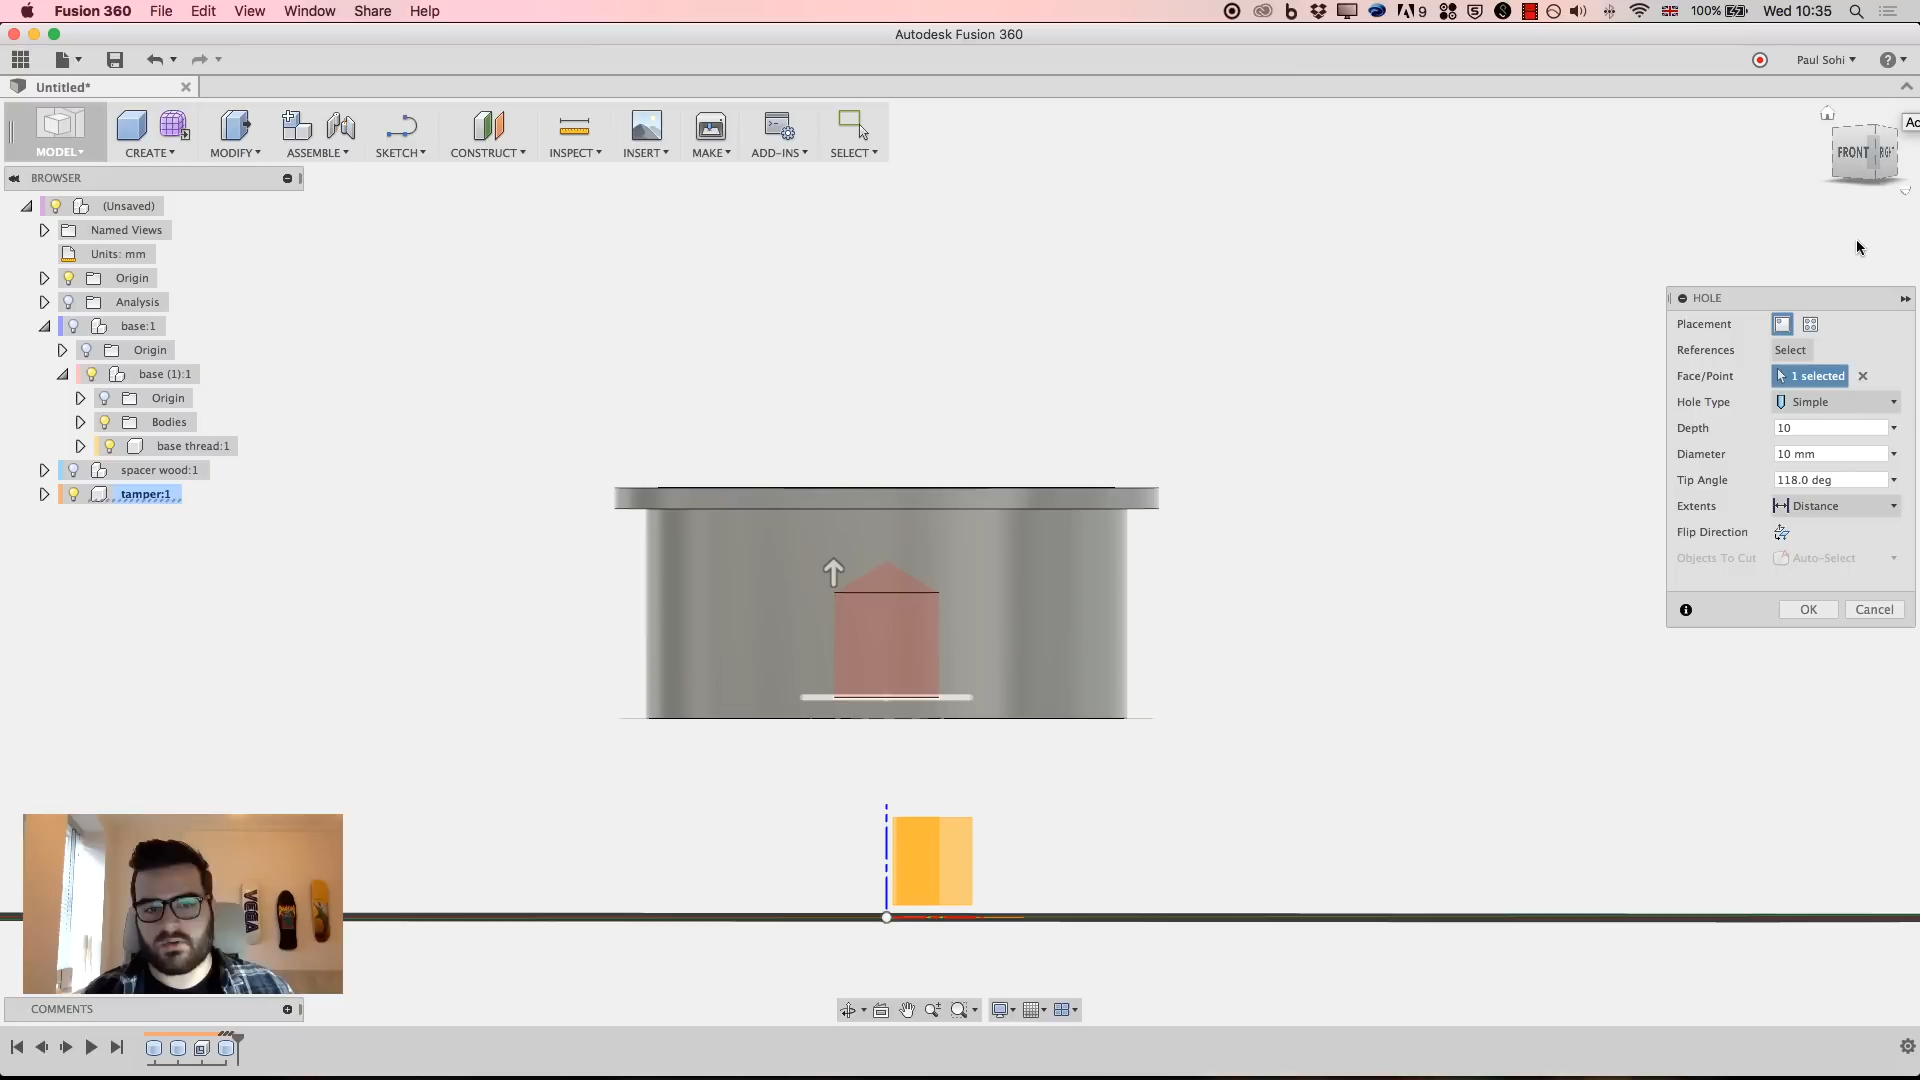 Fusion 360 File Edit View Window Share Help 9 100% Wed 10:35
Autodesk Fusion 360
Paul Sohi
Untitled*
MODEL CREATE MODIFY ASSEMBLE SKETCH CONSTRUCT INSPECT INSERT MAKE ADD-INS SELECT
Ac
FRONT
BROWSER
(Unsaved)
Named Views
Units: mm
Origin
Analysis
base:1
Origin
base (1):1
Origin
Bodies
base thread:1
spacer wood:1
tamper:1
HOLE
Placement
References Select
Face/Point 1 selected
Hole Type Simple
Depth 10
Diameter 10 mm
Tip Angle 118.0 deg
Extents Distance
Flip Direction
Objects To Cut Auto-Select
OK Cancel
VEGA
COMMENTS